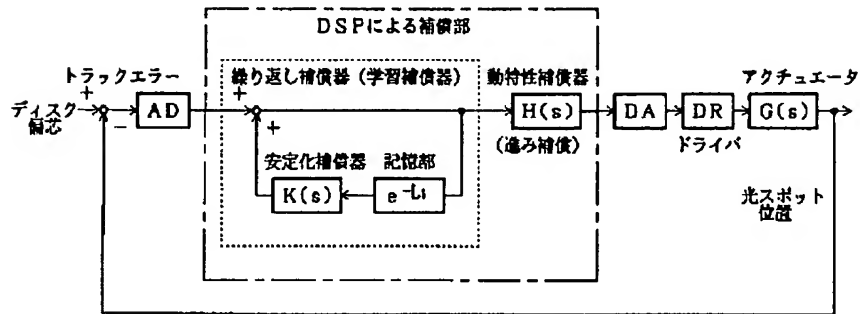 DSPによる補償部
トラックエラー
繰り返し補償器(学習補償器)
動特性補償器
アクチュエータ
ディスク
偏芯
+
−
AD
+
+
H(s)
DA
DR
G(s)
(進み補償)
ドライバ
安定化補償器
記憶部
K(s)
光スポット
位置